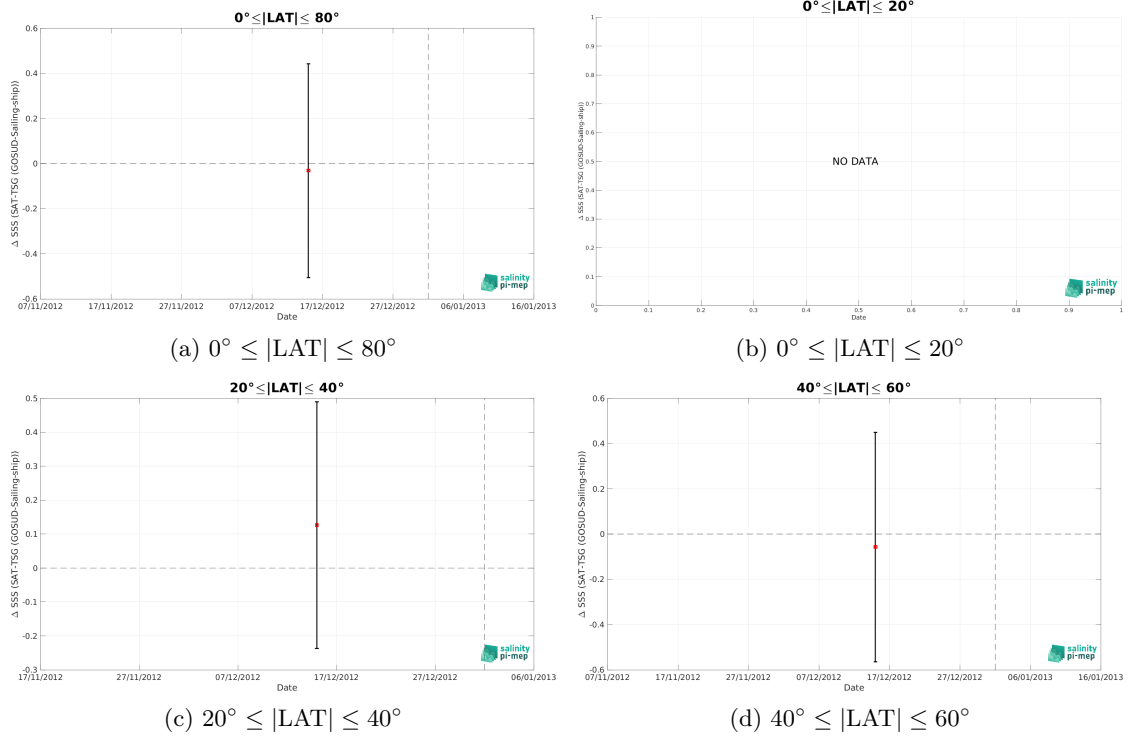 0°≤|LAT|≤ 80°
Δ SSS (SAT-TSG (GOSUD-Sailing-ship))
0.6
0.4
0.2
0
-0.2
-0.4
-0.6
07/11/2012 17/11/2012 27/11/2012 07/12/2012 17/12/2012 27/12/2012 06/01/2013 16/01/2013
Date
salinity
pi-mep
(a) 0° ≤ |LAT| ≤ 80°
0°≤|LAT|≤ 20°
Δ SSS (SAT-TSG (GOSUD-Sailing-ship))
1
0.9
0.8
0.7
0.6
0.5
0.4
0.3
0.2
0.1
0
NO DATA
0 0.1 0.2 0.3 0.4 0.5 0.6 0.7 0.8 0.9 1
Date
salinity
pi-mep
(b) 0° ≤ |LAT| ≤ 20°
20°≤|LAT|≤ 40°
Δ SSS (SAT-TSG (GOSUD-Sailing-ship))
0.5
0.4
0.3
0.2
0.1
0
-0.1
-0.2
-0.3
17/11/2012 27/11/2012 07/12/2012 17/12/2012 27/12/2012 06/01/2013
Date
salinity
pi-mep
(c) 20° ≤ |LAT| ≤ 40°
40°≤|LAT|≤ 60°
Δ SSS (SAT-TSG (GOSUD-Sailing-ship))
0.6
0.4
0.2
0
-0.2
-0.4
-0.6
07/11/2012 17/11/2012 27/11/2012 07/12/2012 17/12/2012 27/12/2012 06/01/2013 16/01/2013
Date
salinity
pi-mep
(d) 40° ≤ |LAT| ≤ 60°